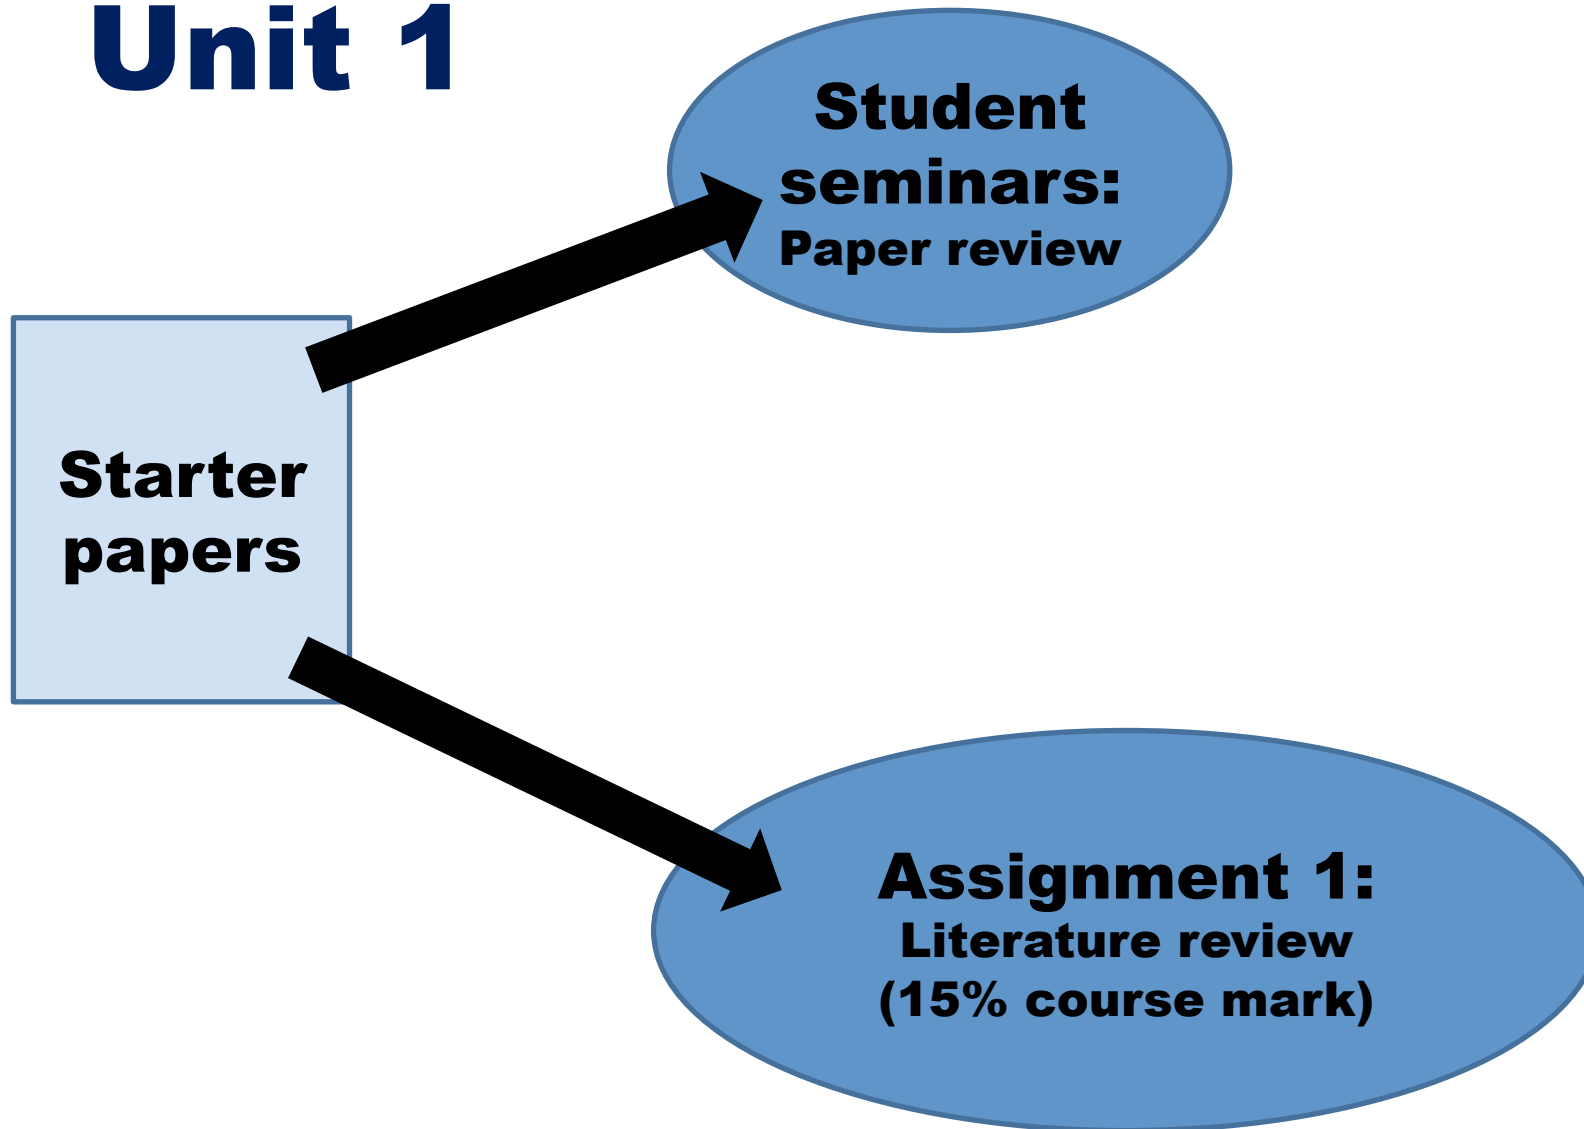 Unit 1
Student
seminars:
Paper review
Starter
papers
Assignment 1:
Literature review
(15% course mark)